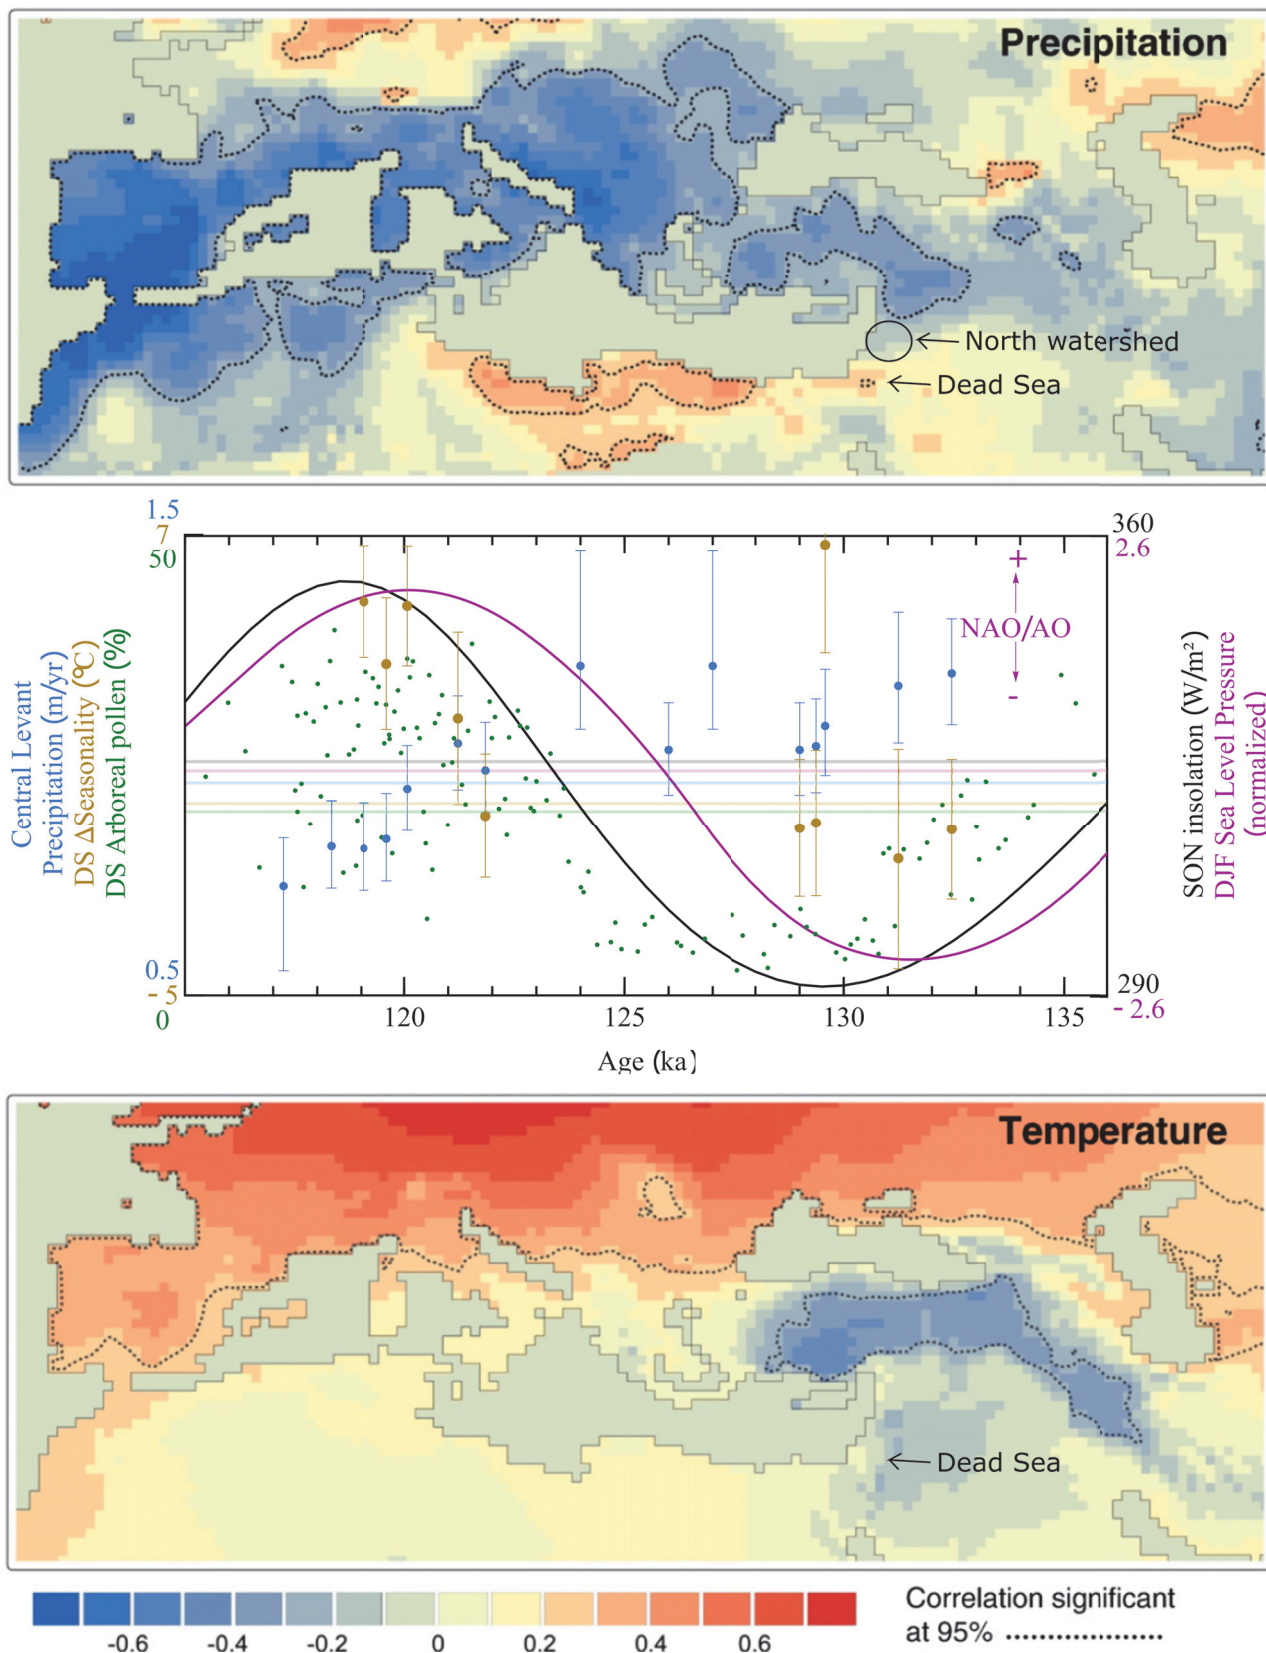 Precipitation
North watershed
Dead Sea
1.5
7
50
360
2.6
+
NAO/AO
-
Central Levant
Precipitation (m/yr)
DS ΔSeasonality (°C)
DS Arboreal pollen (%)
SON insolation (W/m²)
DJF Sea Level Pressure
(normalized)
0.5
- 5
0
290
- 2.6
120
125
130
135
Age (ka)
Temperature
Dead Sea
-0.6
-0.4
-0.2
0
0.2
0.4
0.6
Correlation significant
at 95%